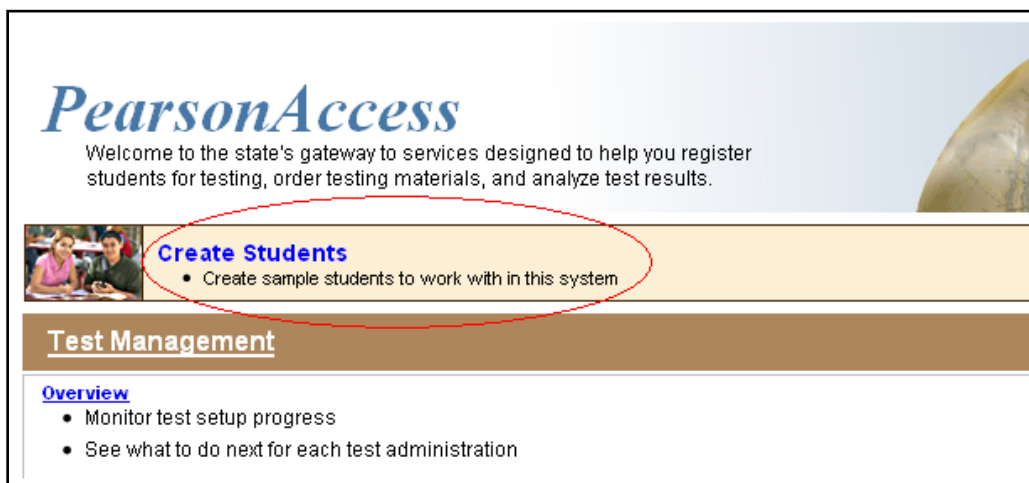 PearsonAccess
Welcome to the state's gateway to services designed to help you register
students for testing, order testing materials, and analyze test results.
Create Students
• Create sample students to work with in this system
Test Management
Overview
• Monitor test setup progress
• See what to do next for each test administration